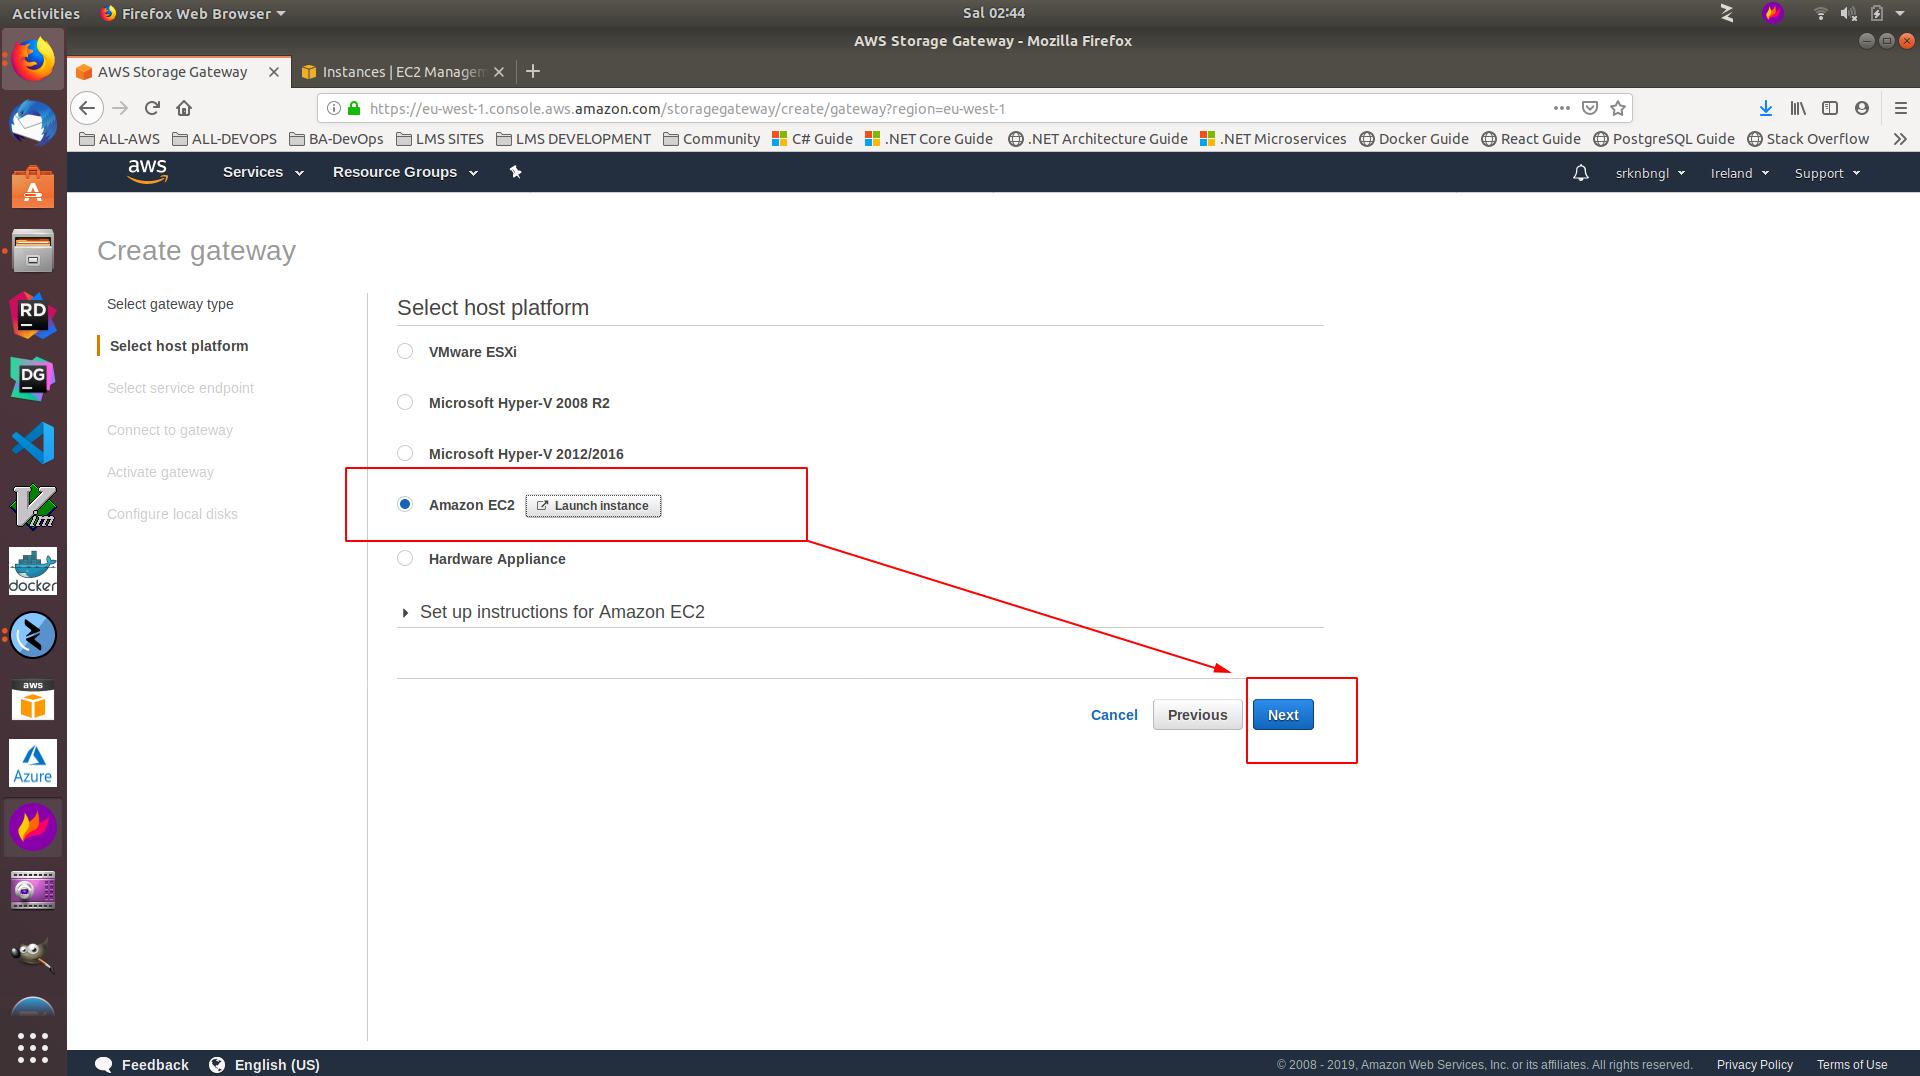 Activities Firefox Web Browser Sal 02:44
AWS Storage Gateway - Mozilla Firefox
AWS Storage Gateway Instances | EC2 Managem
https://eu-west-1.console.aws.amazon.com/storagegateway/create/gateway?region=eu-west-1
ALL-AWS ALL-DEVOPS BA-DevOps LMS SITES LMS DEVELOPMENT Community C# Guide .NET Core Guide .NET Architecture Guide .NET Microservices Docker Guide React Guide PostgreSQL Guide Stack Overflow
aws Services Resource Groups srknbngl Ireland Support
Create gateway
Select gateway type
Select host platform
Select service endpoint
Connect to gateway
Activate gateway
Configure local disks
Select host platform
VMware ESXi
Microsoft Hyper-V 2008 R2
Microsoft Hyper-V 2012/2016
Amazon EC2 Launch instance
Hardware Appliance
Set up instructions for Amazon EC2
Cancel Previous Next
RD
DG
Vim
docker
aws
Azure
Feedback English (US) © 2008 - 2019, Amazon Web Services, Inc. or its affiliates. All rights reserved. Privacy Policy Terms of Use